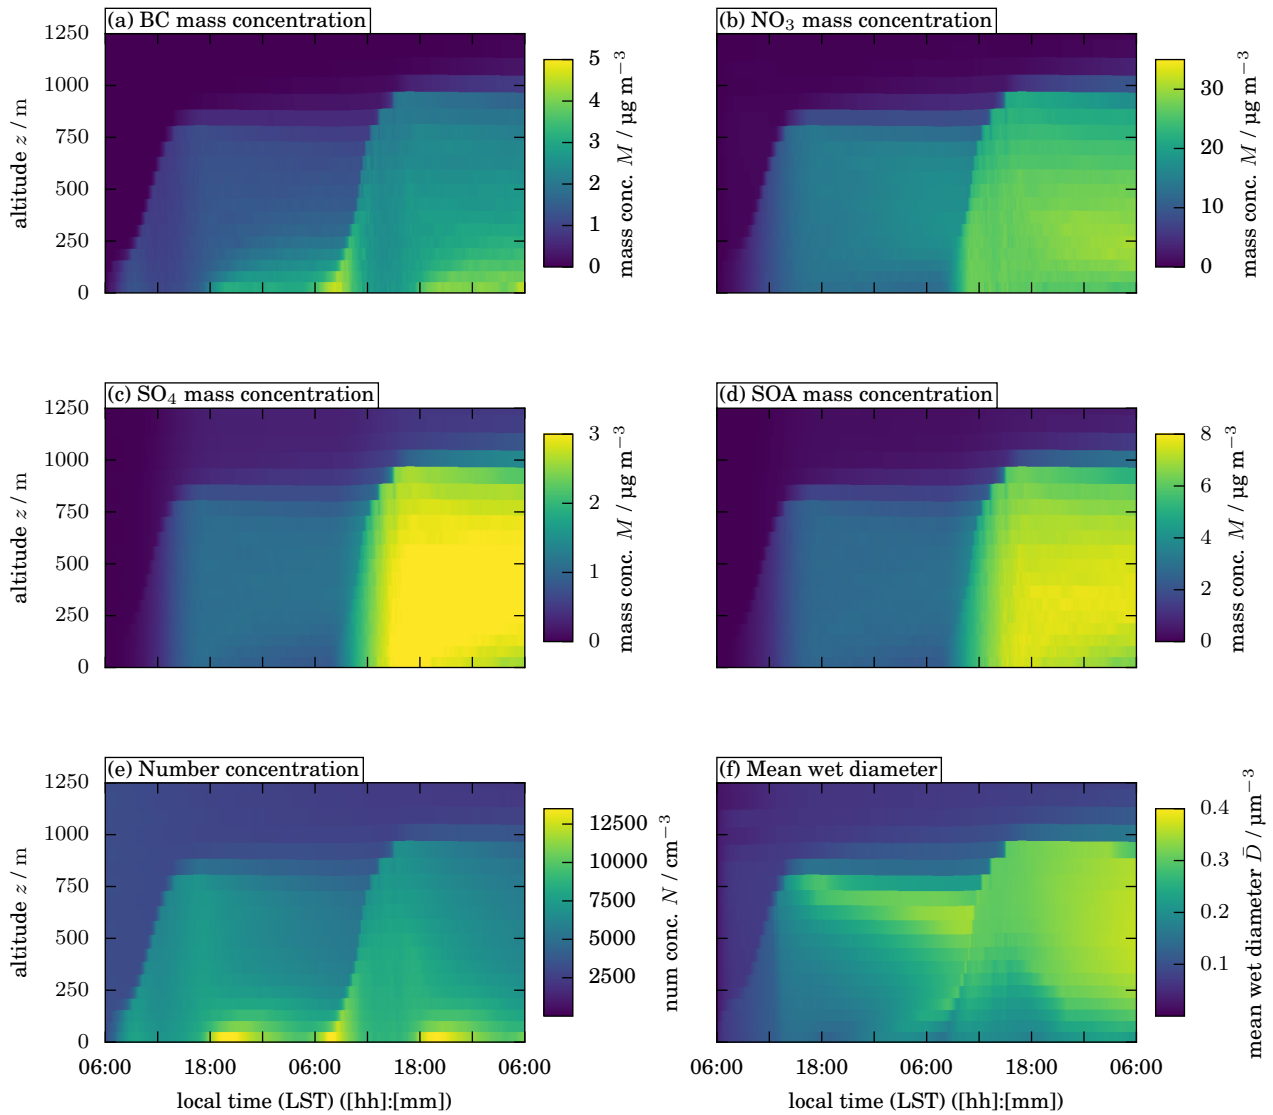 (a) BC mass concentration
(b) NO₃ mass concentration
1250
1000
750
500
250
0
altitude z / m
5
4
3
2
1
0
mass conc. M / µg m⁻³
30
20
10
0
mass conc. M / µg m⁻³
(c) SO₄ mass concentration
(d) SOA mass concentration
1250
1000
750
500
250
0
altitude z / m
3
2
1
0
mass conc. M / µg m⁻³
8
6
4
2
0
mass conc. M / µg m⁻³
(e) Number concentration
(f) Mean wet diameter
1250
1000
750
500
250
0
altitude z / m
12500
10000
7500
5000
2500
num conc. N / cm⁻³
0.4
0.3
0.2
0.1
mean wet diameter D̄ / µm⁻³
06:00 18:00 06:00 18:00 06:00
06:00 18:00 06:00 18:00 06:00
local time (LST) ([hh]:[mm])
local time (LST) ([hh]:[mm])